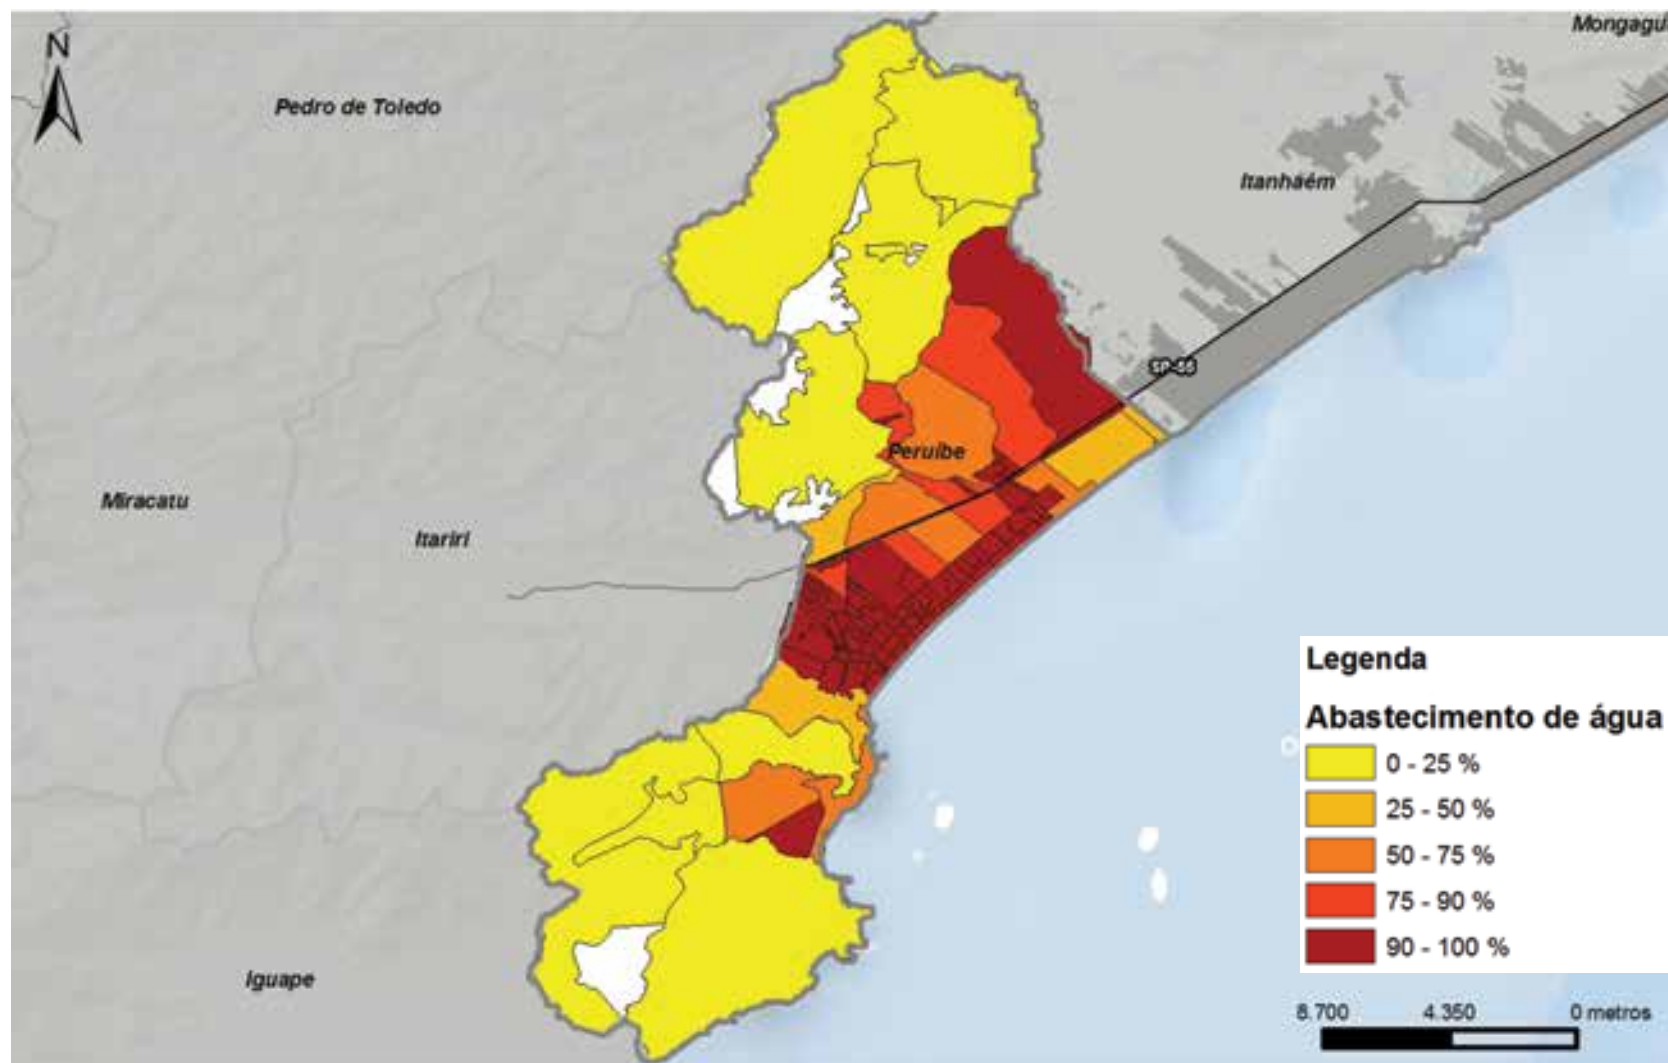 Mongagu
N
Pedro de Toledo
Itanhaém
SP-55
Peruíbe
Miracatu
Itariri
Iguape
Legenda
Abastecimento de água
0 - 25 %
25 - 50 %
50 - 75 %
75 - 90 %
90 - 100 %
8.700 4.350 0 metros